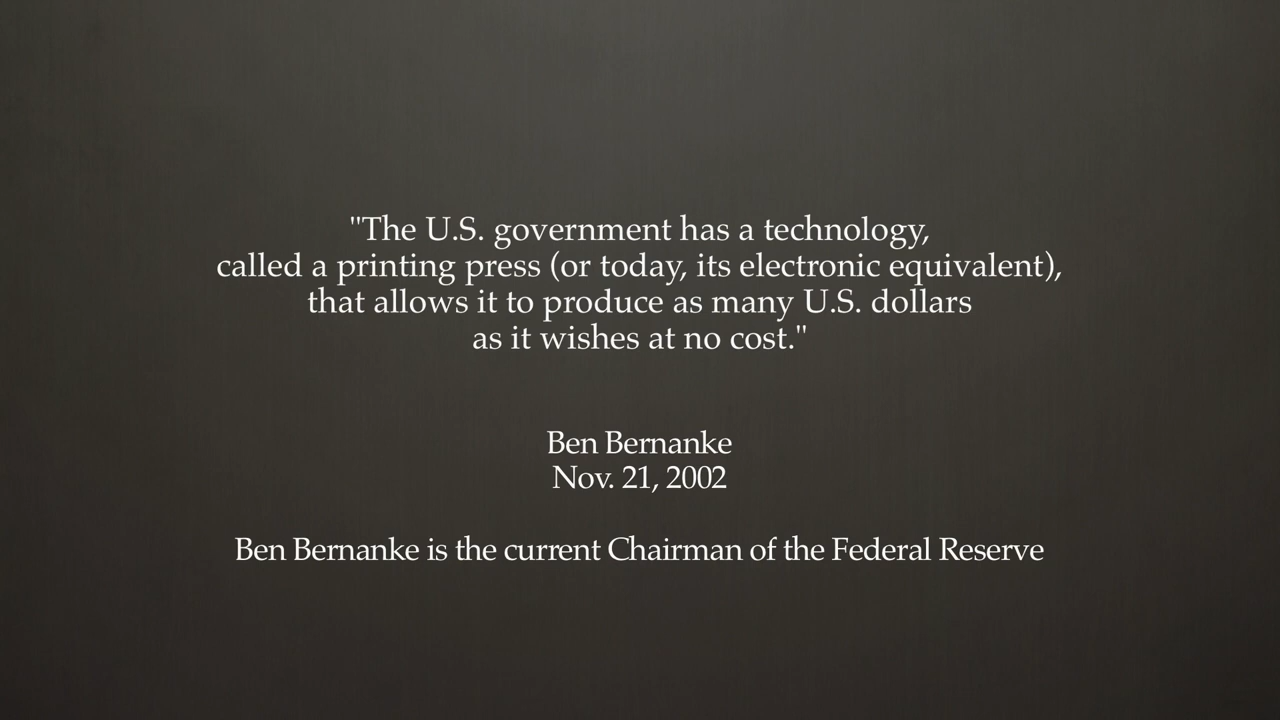 "The U.S. government has a technology,
called a printing press (or today, its electronic equivalent),
that allows it to produce as many U.S. dollars
as it wishes at no cost."
Ben Bernanke
Nov. 21, 2002
Ben Bernanke is the current Chairman of the Federal Reserve